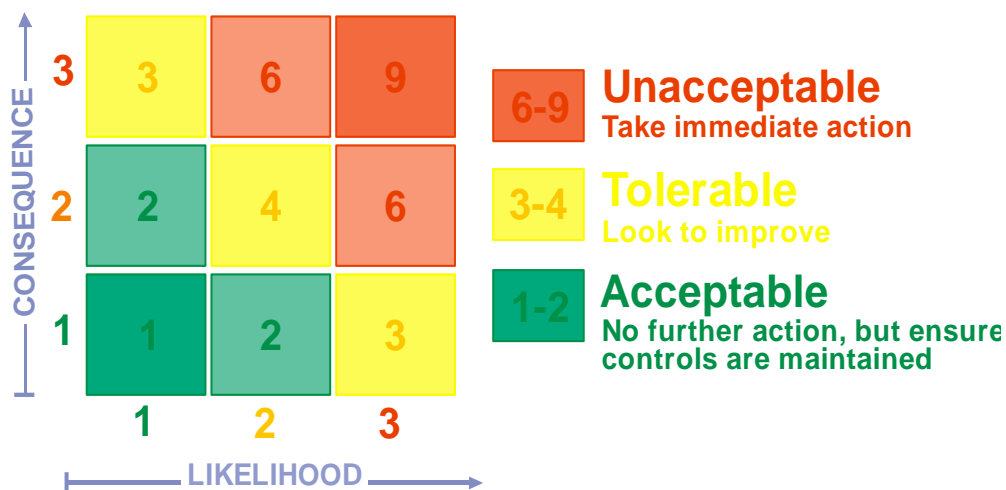 CONSEQUENCE
3
3
6
9
2
2
4
6
1
1
2
3
1
2
3
LIKELIHOOD
6-9
Unacceptable
Take immediate action
3-4
Tolerable
Look to improve
1-2
Acceptable
No further action, but ensure
controls are maintained